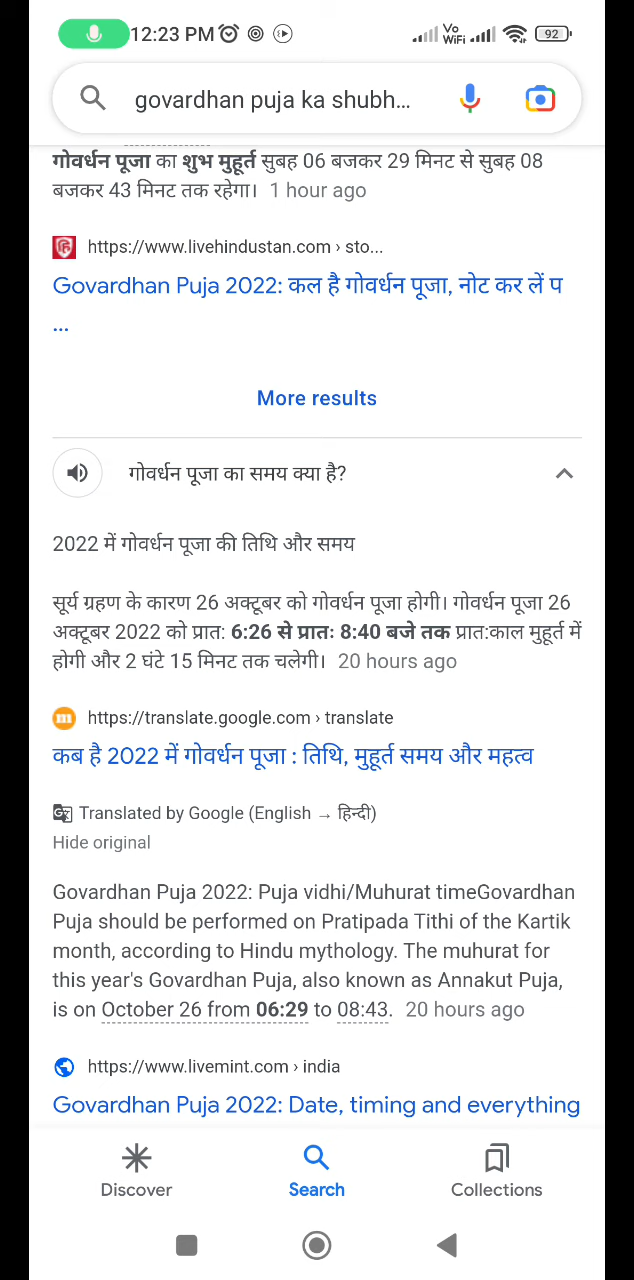 12:23 PM
Vo WiFi
92
govardhan puja ka shubh...
गोवर्धन पूजा का शुभ मुहूर्त सुबह 06 बजकर 29 मिनट से सुबह 08
बजकर 43 मिनट तक रहेगा। 1 hour ago
https://www.livehindustan.com › sto...
Govardhan Puja 2022: कल है गोवर्धन पूजा, नोट कर लें प
...
More results
गोवर्धन पूजा का समय क्या है?
2022 में गोवर्धन पूजा की तिथि और समय
सूर्य ग्रहण के कारण 26 अक्टूबर को गोवर्धन पूजा होगी। गोवर्धन पूजा 26
अक्टूबर 2022 को प्रात: 6:26 से प्रातः 8:40 बजे तक प्रात:काल मुहूर्त में
होगी और 2 घंटे 15 मिनट तक चलेगी। 20 hours ago
https://translate.google.com › translate
कब है 2022 में गोवर्धन पूजा : तिथि, मुहूर्त समय और महत्व
Translated by Google (English → हिन्दी)
Hide original
Govardhan Puja 2022: Puja vidhi/Muhurat timeGovardhan
Puja should be performed on Pratipada Tithi of the Kartik
month, according to Hindu mythology. The muhurat for
this year's Govardhan Puja, also known as Annakut Puja,
is on October 26 from 06:29 to 08:43. 20 hours ago
https://www.livemint.com › india
Govardhan Puja 2022: Date, timing and everything
Discover
Search
Collections